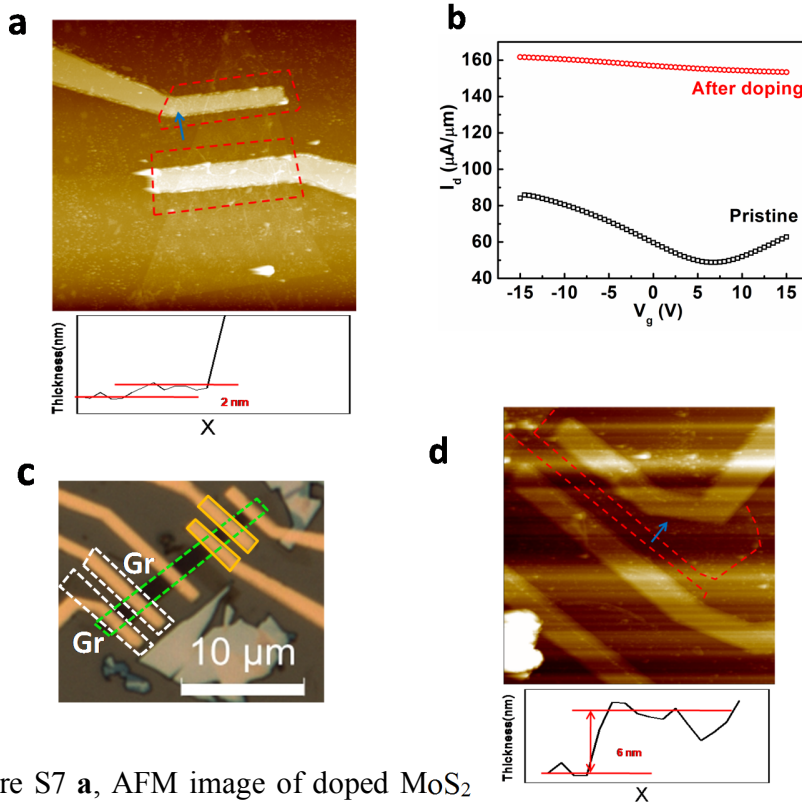 a
Thickness(nm)
2 nm
X
b
I_d (μA/μm)
160
140
120
100
80
60
40
After doping
Pristine
-15 -10 -5 0 5 10 15
V_g (V)
c
Gr
Gr
10 μm
d
Thickness(nm)
6 nm
X
re S7 a, AFM image of doped MoS₂